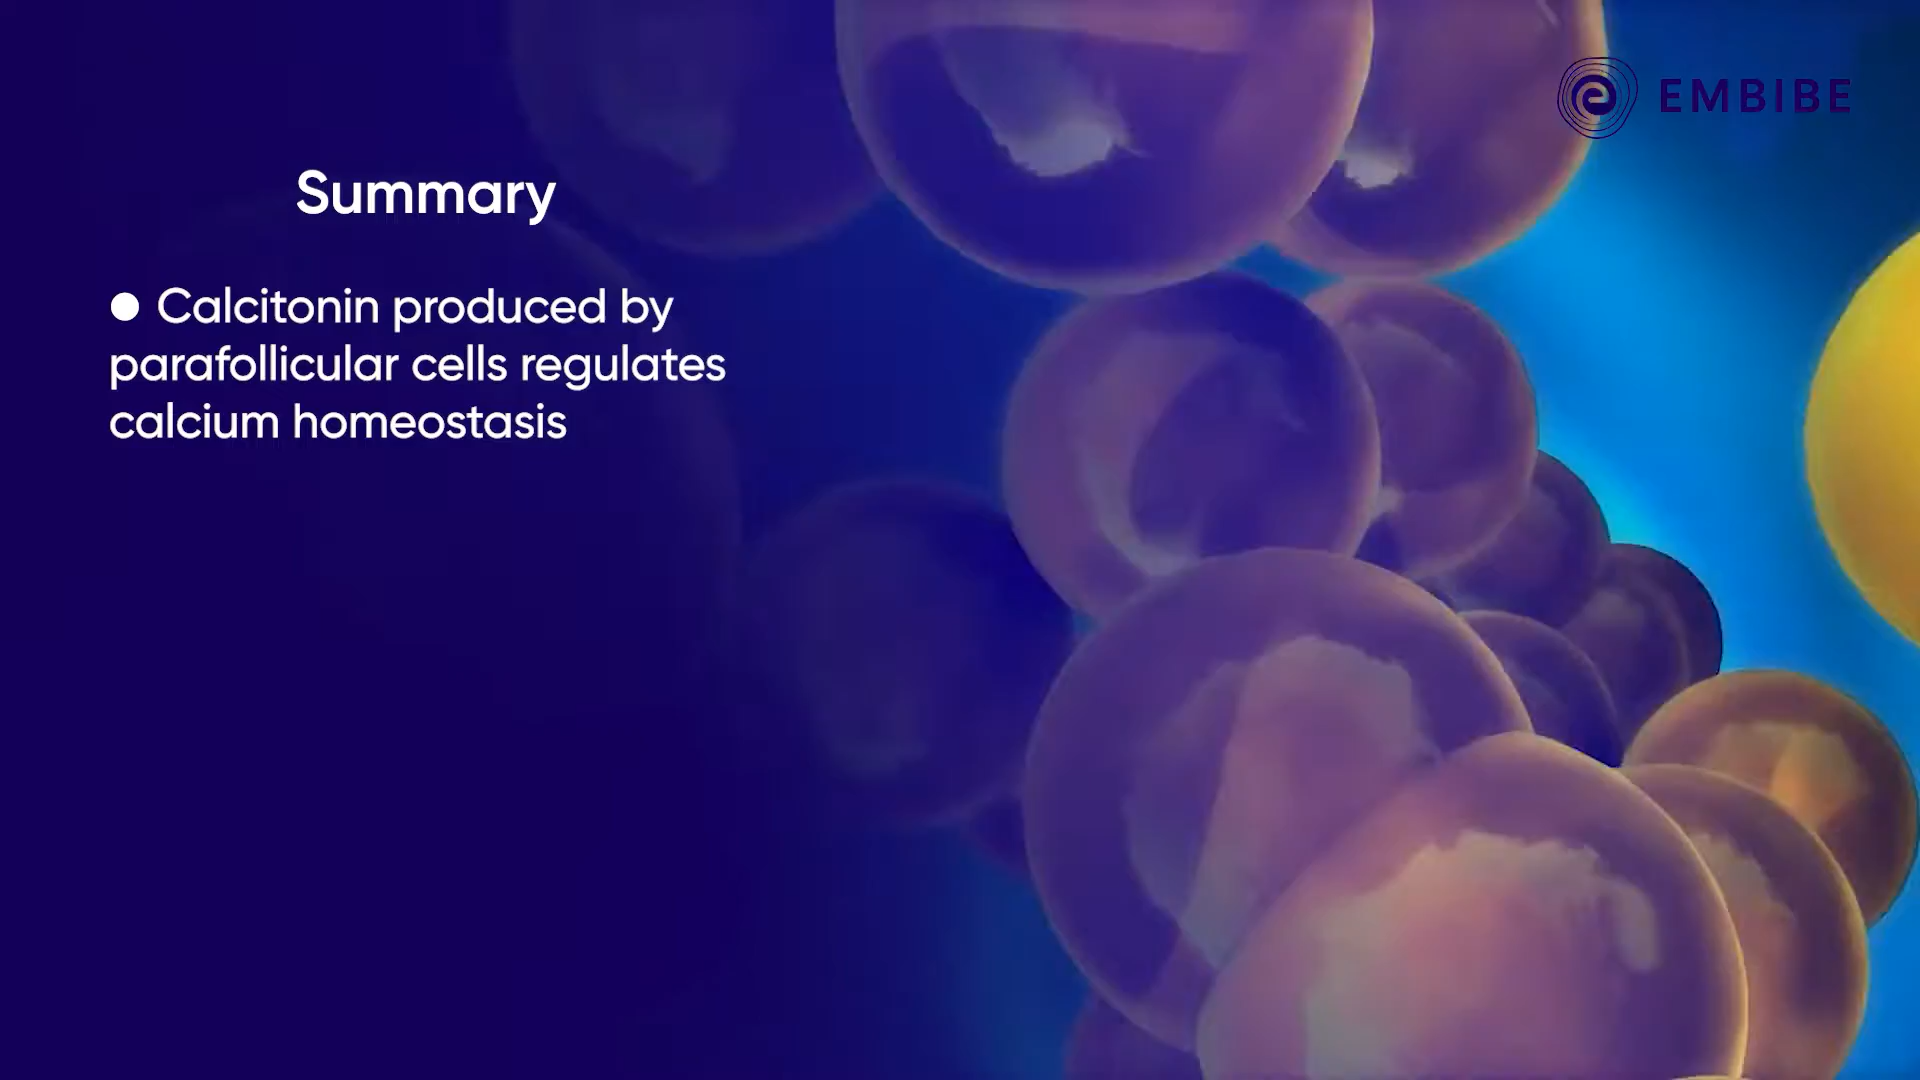 EMBIBE
Summary
● Calcitonin produced by
parafollicular cells regulates
calcium homeostasis